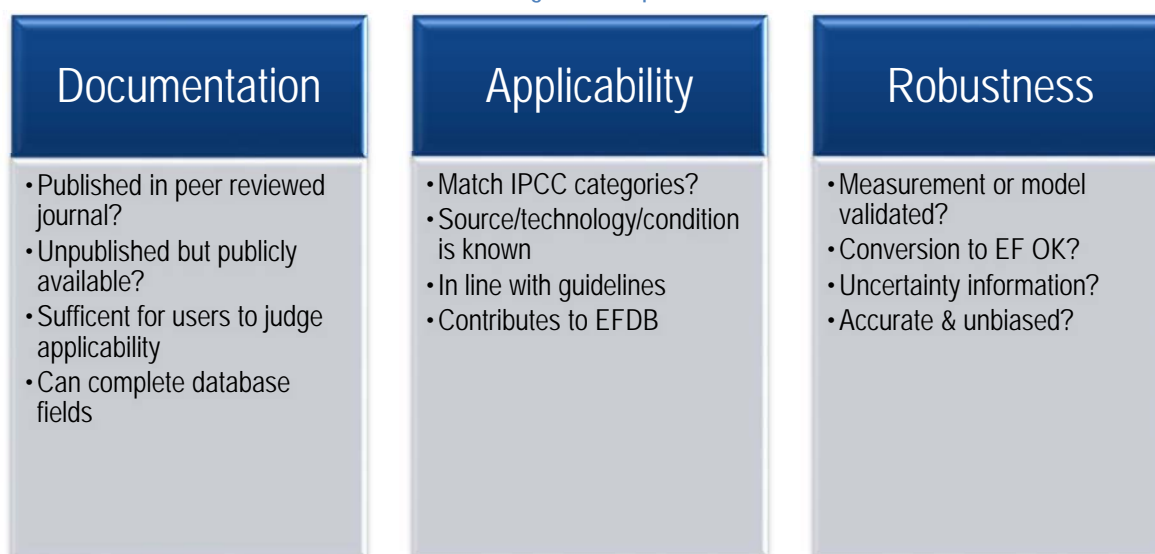 Documentation
• Published in peer reviewed
journal?
• Unpublished but publicly
available?
• Sufficent for users to judge
applicability
• Can complete database
fields
Applicability
• Match IPCC categories?
• Source/technology/condition
is known
• In line with guidelines
• Contributes to EFDB
Robustness
• Measurement or model
validated?
• Conversion to EF OK?
• Uncertainty information?
• Accurate & unbiased?